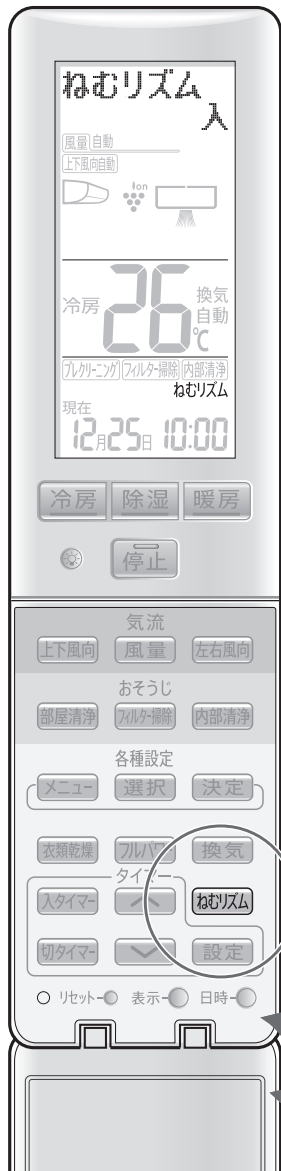 ねむリズム
入
風量 自動
上下風向自動
ion
冷房 26℃ 換気自動
プレクリーニング フィルター掃除 内部清浄
ねむリズム
現在
12月25日 10:00
冷房 除湿 暖房
停止
気流
上下風向 風量 左右風向
おそうじ
部屋清浄 フィルター掃除 内部清浄
各種設定
メニュー 選択 決定
衣類乾燥 フルパワー 換気
タイマー
入タイマー ねむリズム
切タイマー 設定
リセット 表示 日時